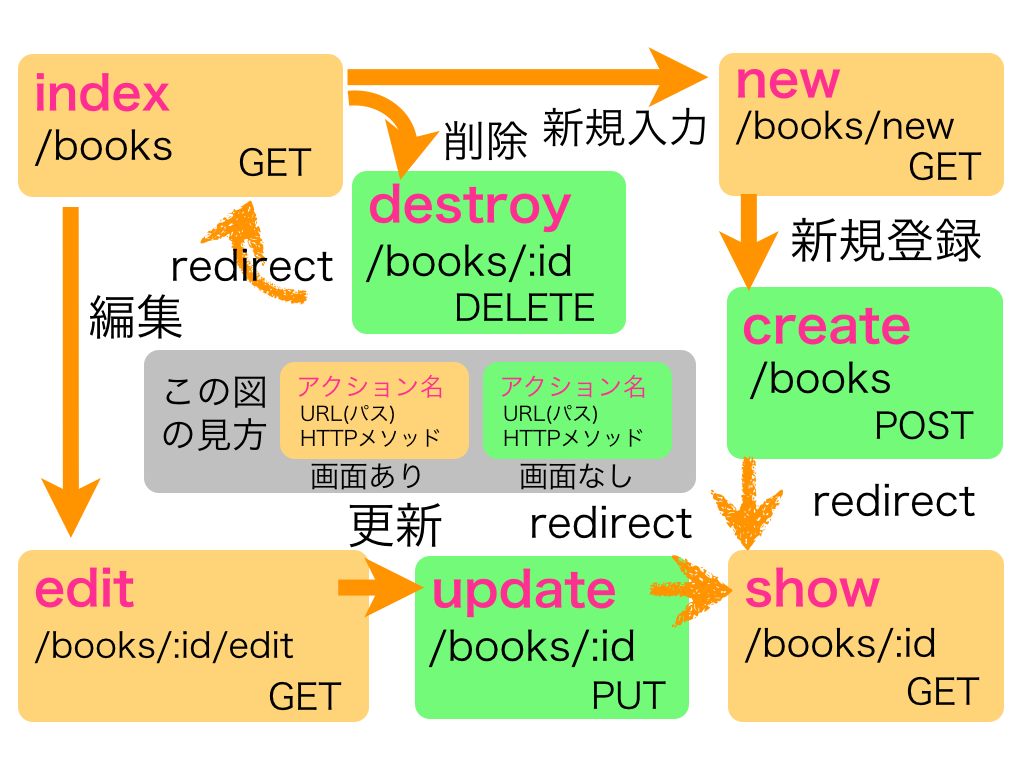 index
/books
GET
削除
新規入力
new
/books/new
GET
destroy
/books/:id
DELETE
redirect
編集
新規登録
create
/books
POST
この図
の見方
アクション名
URL(パス)
HTTPメソッド
画面あり
アクション名
URL(パス)
HTTPメソッド
画面なし
更新
redirect
redirect
edit
/books/:id/edit
GET
update
/books/:id
PUT
show
/books/:id
GET